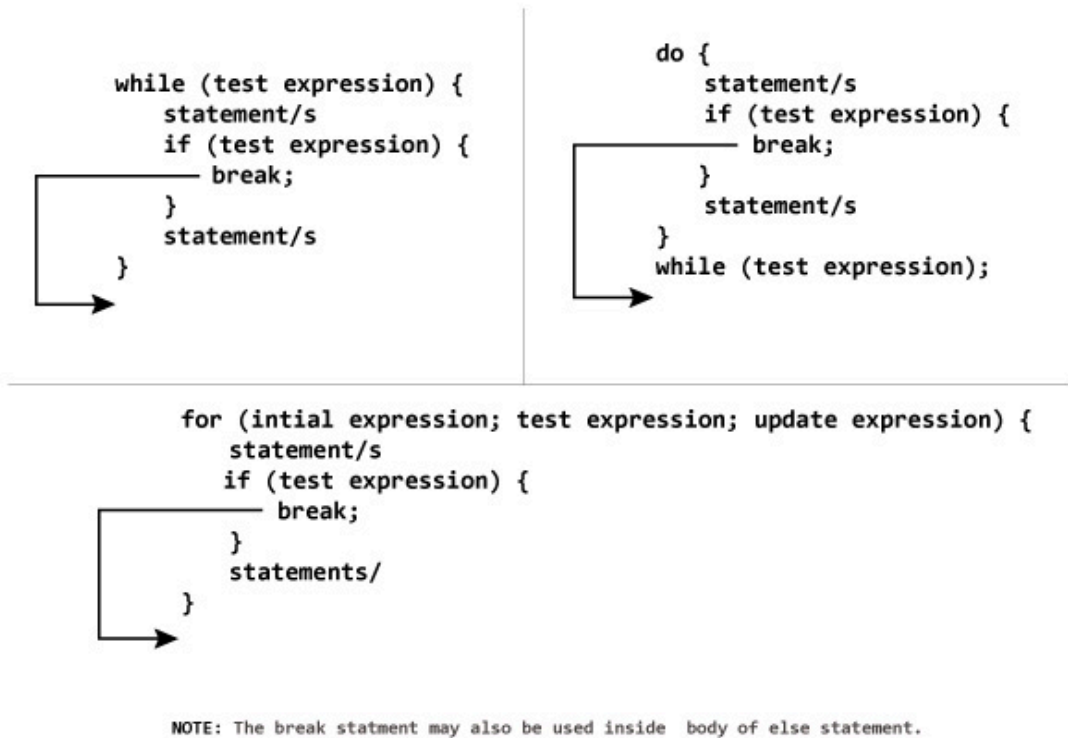 while (test expression) {
statement/s
if (test expression) {
break;
}
statement/s
}
do {
statement/s
if (test expression) {
break;
}
statement/s
}
while (test expression);
for (intial expression; test expression; update expression) {
statement/s
if (test expression) {
break;
}
statements/
}
NOTE: The break statment may also be used inside body of else statement.